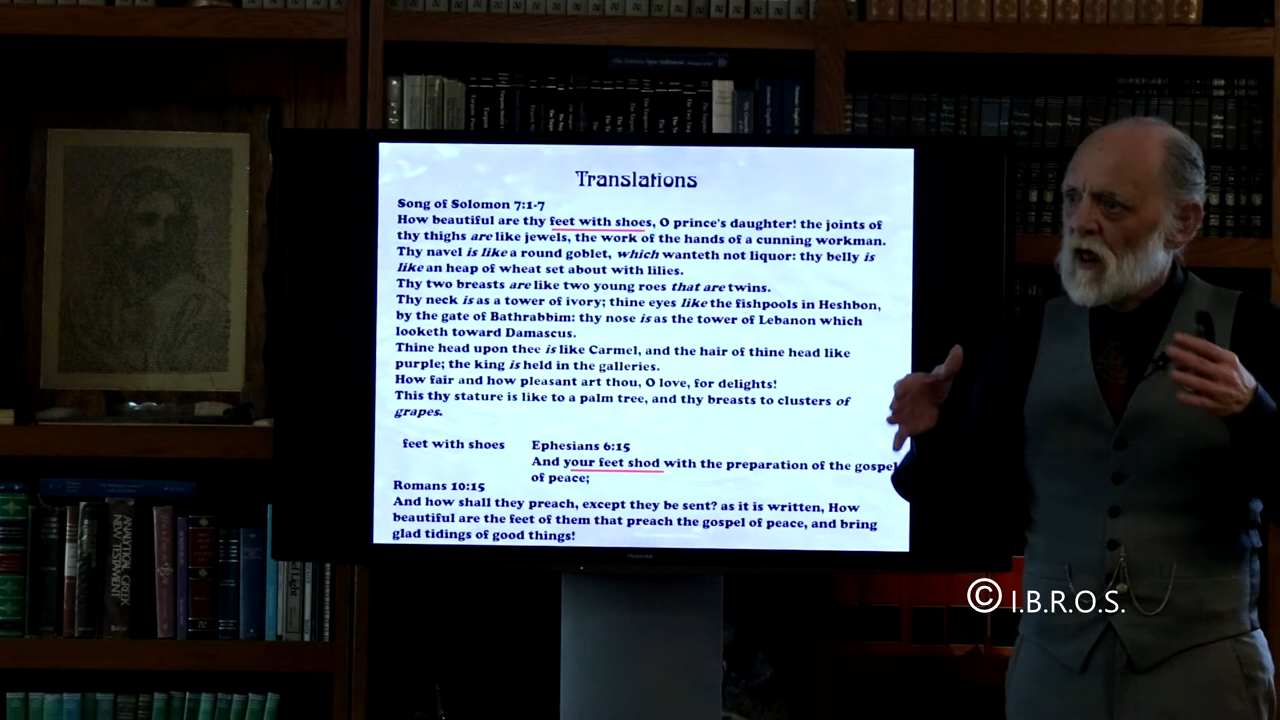 Translations
Song of Solomon 7:1-7
How beautiful are thy feet with shoes, O prince's daughter! the joints of
thy thighs are like jewels, the work of the hands of a cunning workman.
Thy navel is like a round goblet, which wanteth not liquor: thy belly is
like an heap of wheat set about with lilies.
Thy two breasts are like two young roes that are twins.
Thy neck is as a tower of ivory; thine eyes like the fishpools in Heshbon,
by the gate of Bathrabbim: thy nose is as the tower of Lebanon which
looketh toward Damascus.
Thine head upon thee is like Carmel, and the hair of thine head like
purple; the king is held in the galleries.
How fair and how pleasant art thou, O love, for delights!
This thy stature is like to a palm tree, and thy breasts to clusters of
grapes.
feet with shoes
Ephesians 6:15
And your feet shod with the preparation of the gospel
of peace;
Romans 10:15
And how shall they preach, except they be sent? as it is written, How
beautiful are the feet of them that preach the gospel of peace, and bring
glad tidings of good things!
TOSHIBA
ANALYTICAL GREEK
NEW TESTAMENT
© I.B.R.O.S.